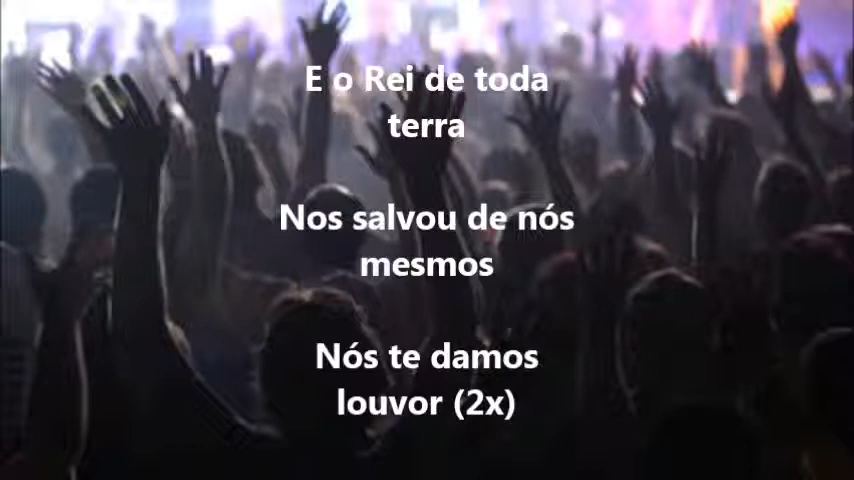 E o Rei de toda
terra
Nos salvou de nós
mesmos
Nós te damos
louvor (2x)